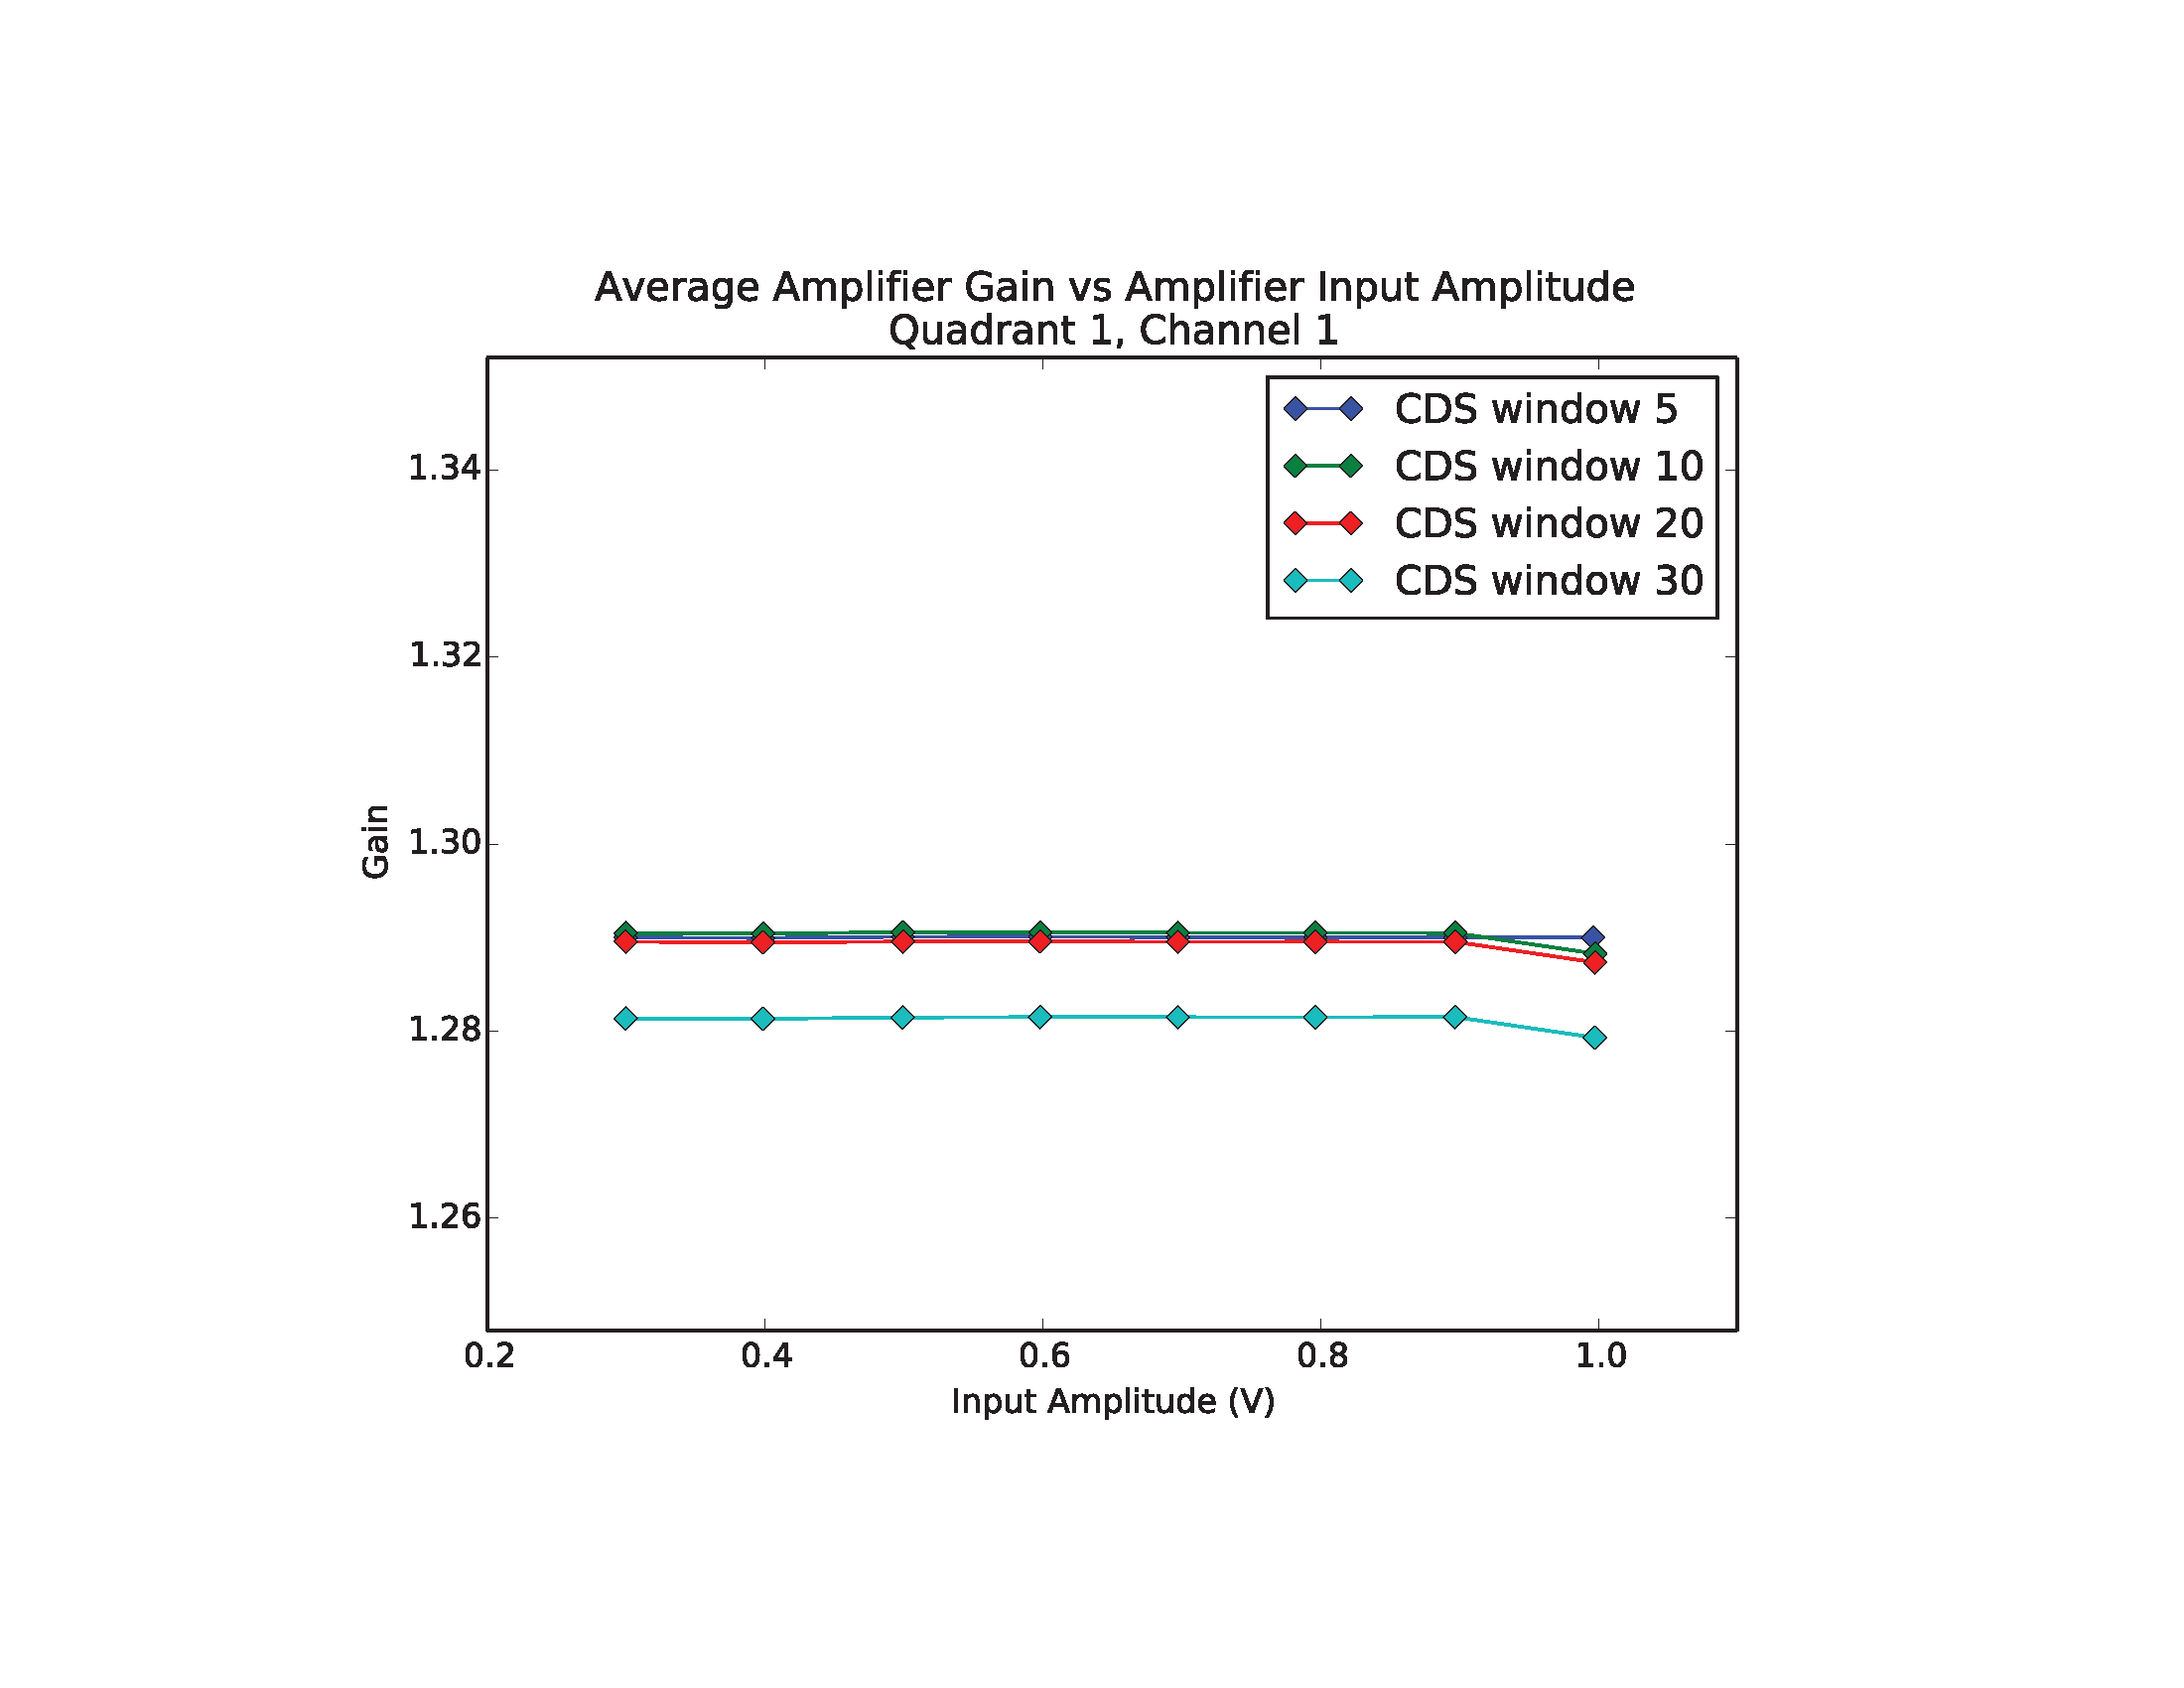 Average Amplifier Gain vs Amplifier Input Amplitude
Quadrant 1, Channel 1
CDS window 5
CDS window 10
CDS window 20
CDS window 30
1.34
1.32
1.30
1.28
1.26
Gain
0.2 0.4 0.6 0.8 1.0
Input Amplitude (V)